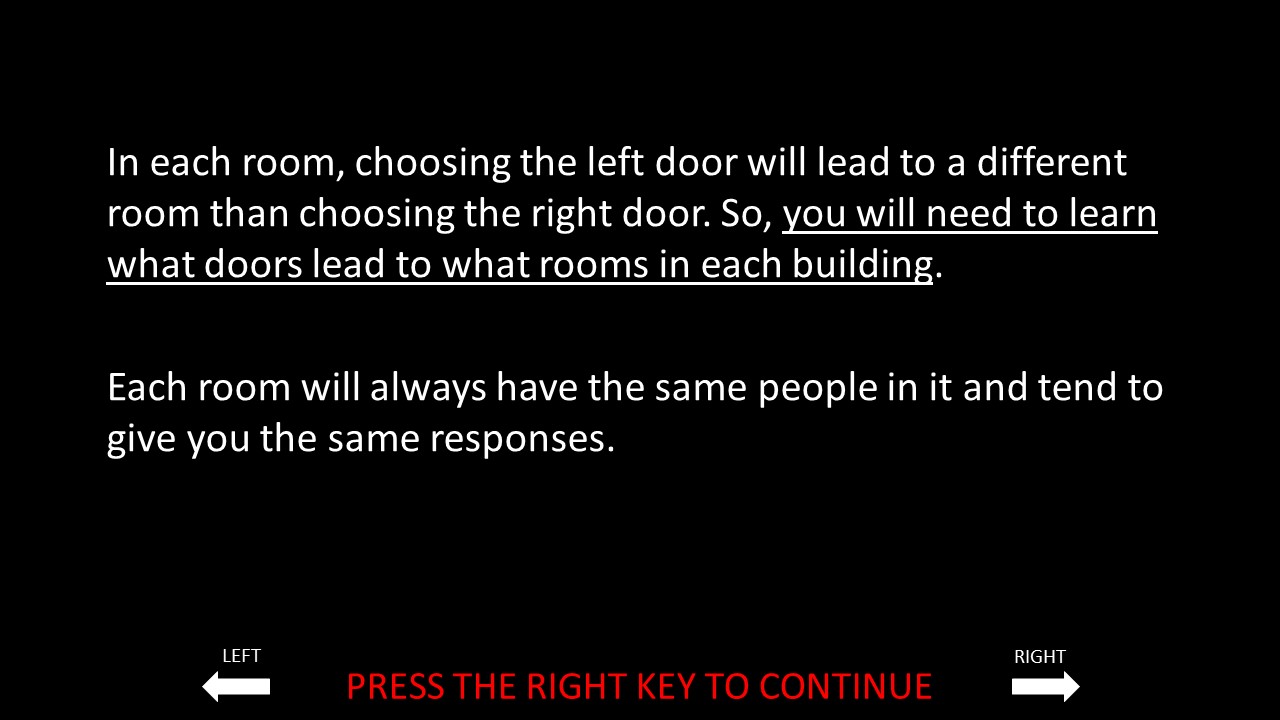 In each room, choosing the left door will lead to a different
room than choosing the right door. So, you will need to learn
what doors lead to what rooms in each building.
Each room will always have the same people in it and tend to
give you the same responses.
LEFT
RIGHT
PRESS THE RIGHT KEY TO CONTINUE